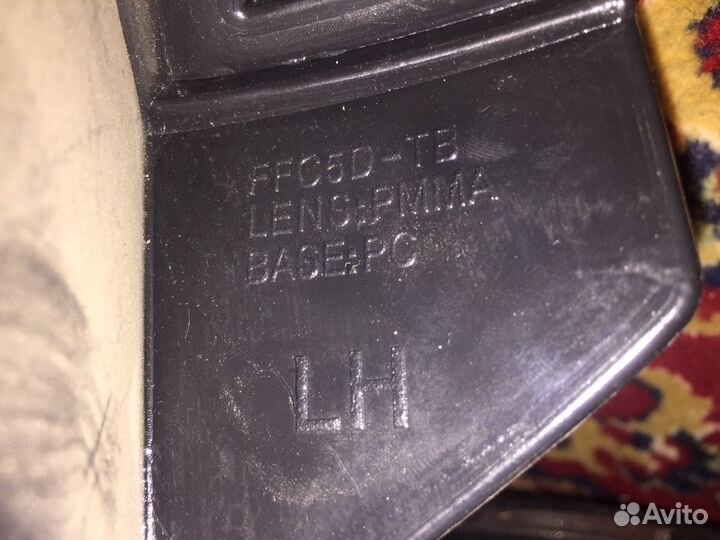 FFC5D-TB
LENS:PMMA
BASE:PC
LH
Avito